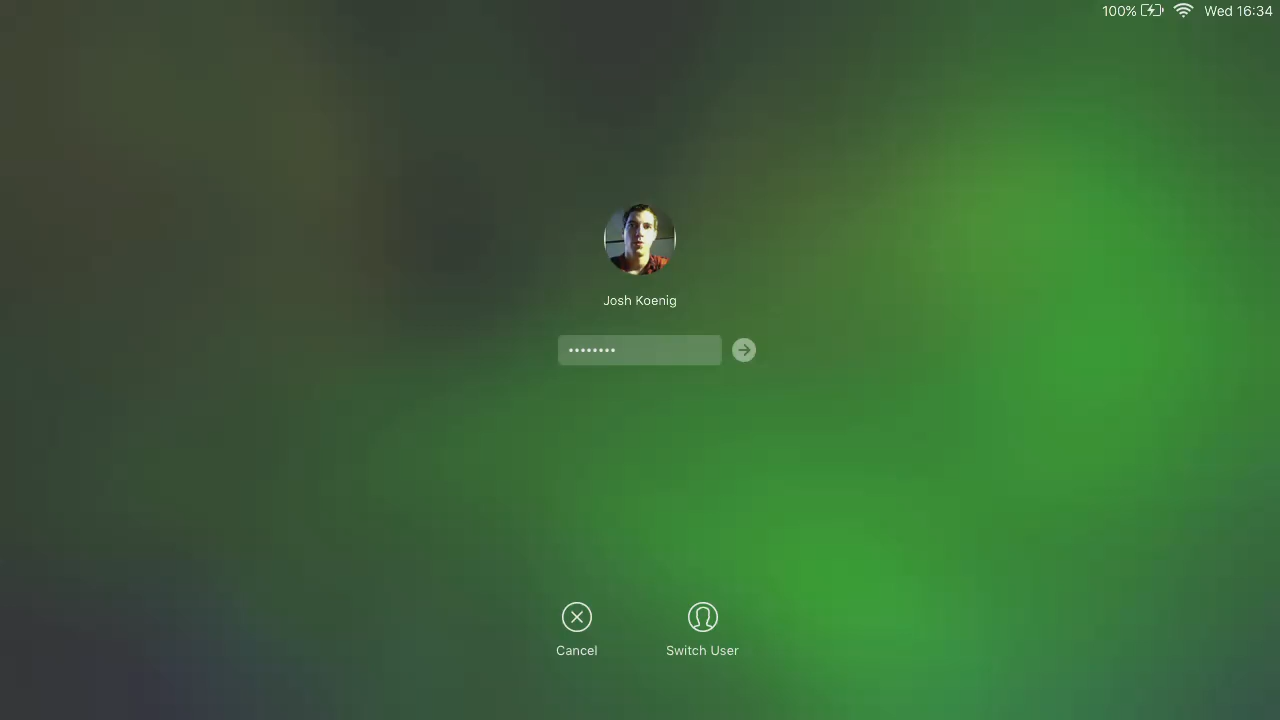 100% Wed 16:34
Josh Koenig
••••••••
Cancel
Switch User